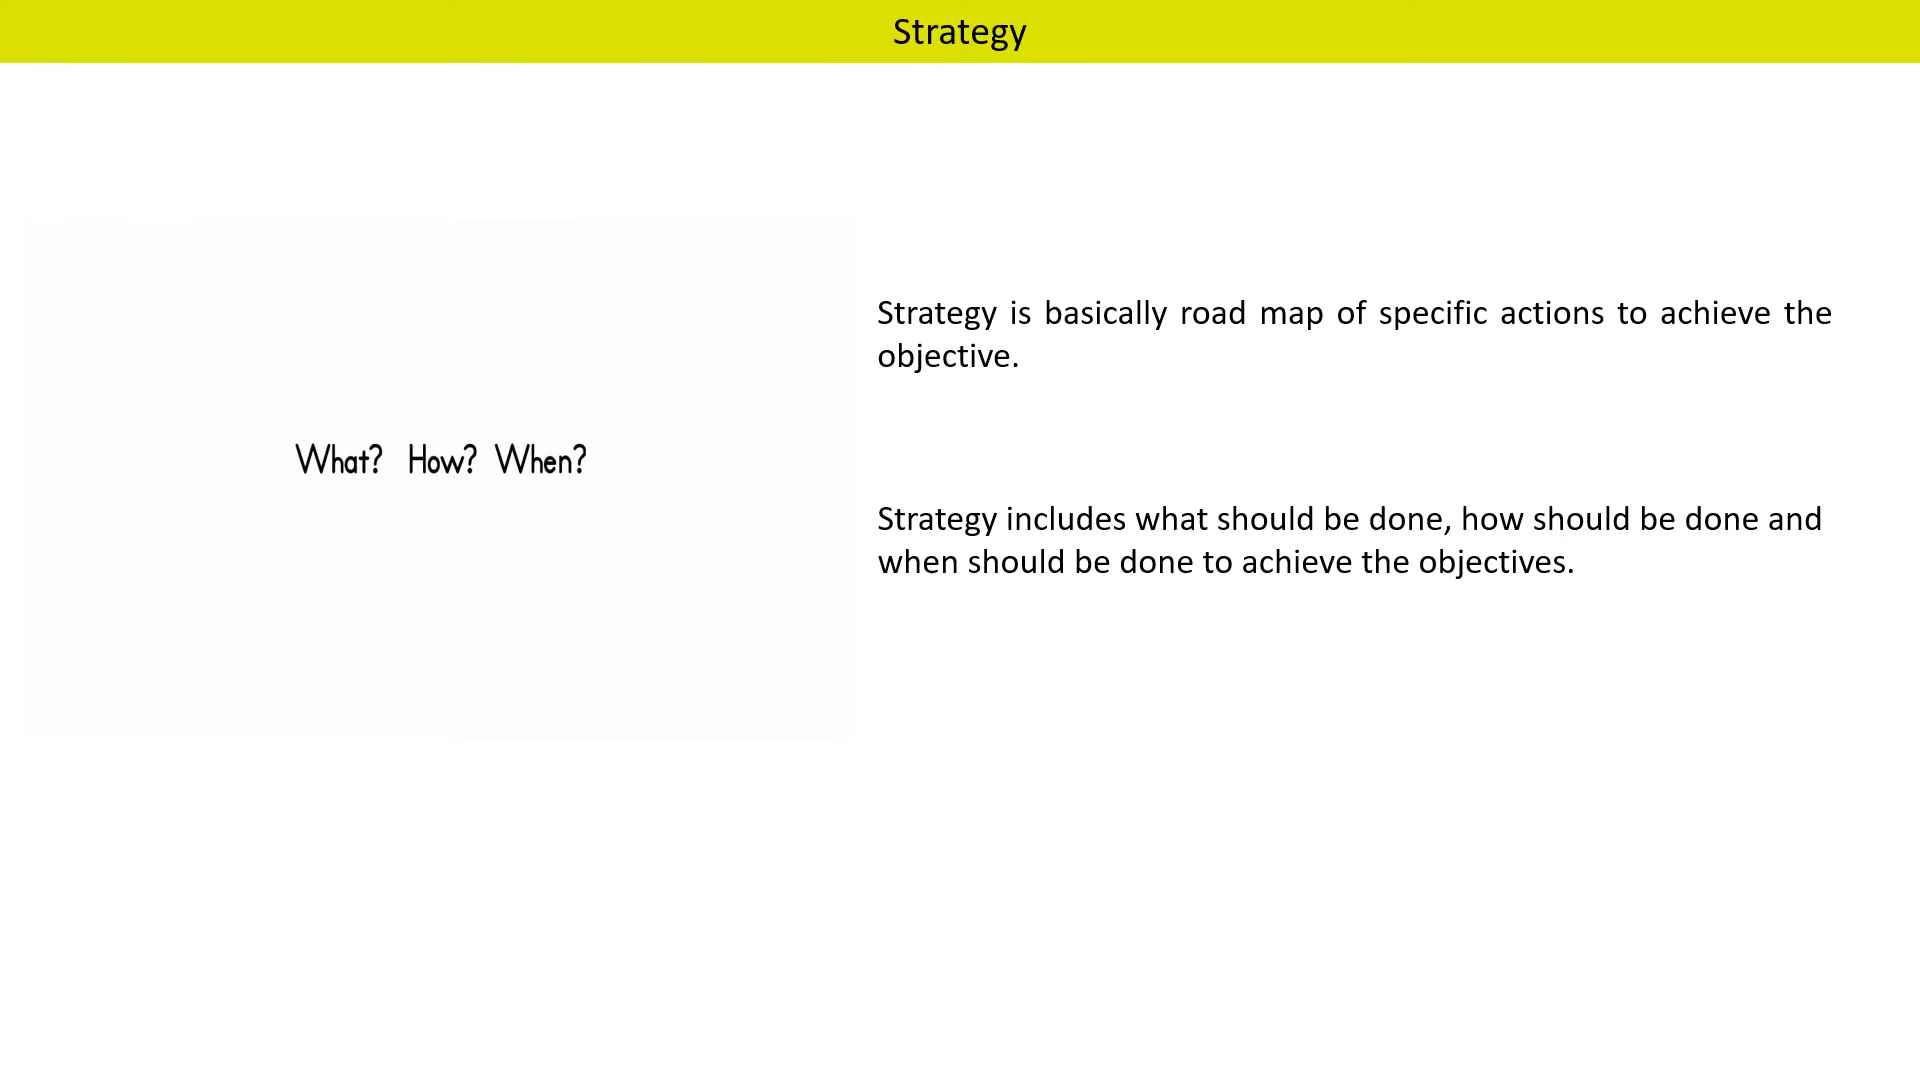 Strategy
What? How? When?
Strategy is basically road map of specific actions to achieve the
objective.
Strategy includes what should be done, how should be done and
when should be done to achieve the objectives.